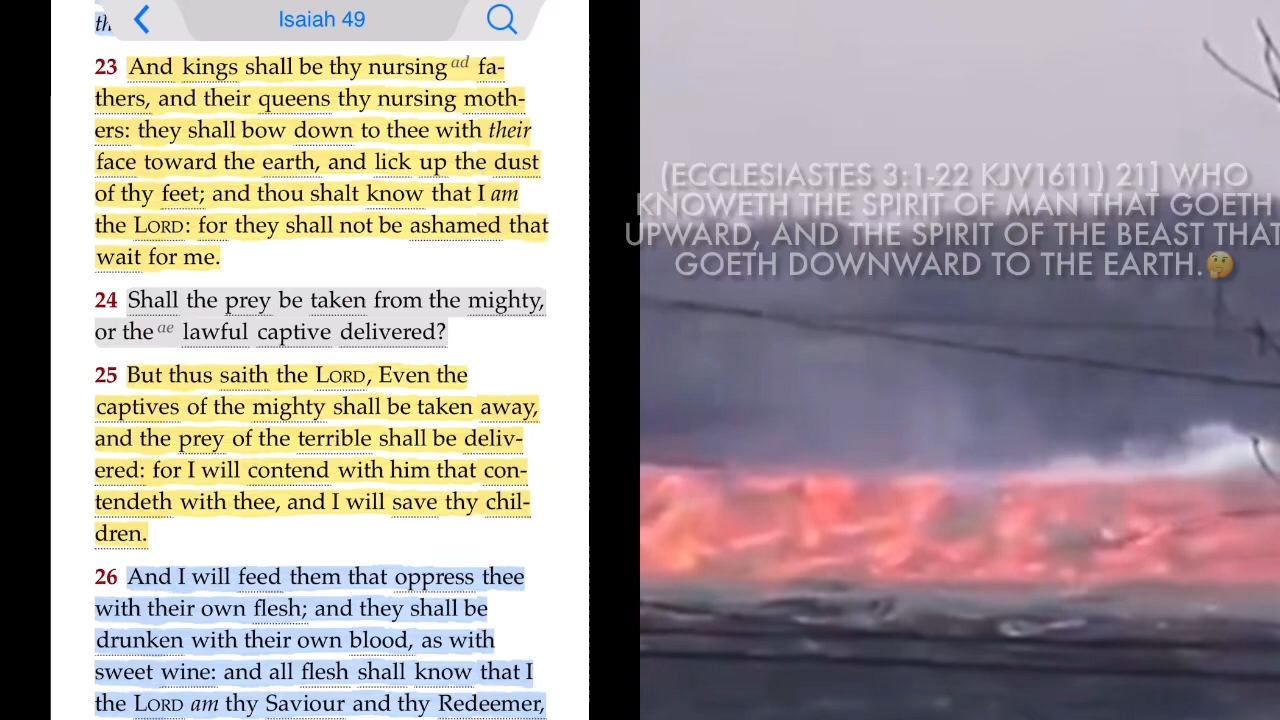 th
Isaiah 49
23 And kings shall be thy nursing ad fa-
thers, and their queens thy nursing moth-
ers: they shall bow down to thee with their
face toward the earth, and lick up the dust
of thy feet; and thou shalt know that I am
the LORD: for they shall not be ashamed that
wait for me.
24 Shall the prey be taken from the mighty,
or the ae lawful captive delivered?
25 But thus saith the LORD, Even the
captives of the mighty shall be taken away,
and the prey of the terrible shall be deliv-
ered: for I will contend with him that con-
tendeth with thee, and I will save thy chil-
dren.
26 And I will feed them that oppress thee
with their own flesh; and they shall be
drunken with their own blood, as with
sweet wine: and all flesh shall know that I
the LORD am thy Saviour and thy Redeemer,
(ECCLESIASTES 3:1-22 KJV1611) 21] WHO
KNOWETH THE SPIRIT OF MAN THAT GOETH
UPWARD, AND THE SPIRIT OF THE BEAST THAT
GOETH DOWNWARD TO THE EARTH.🤔